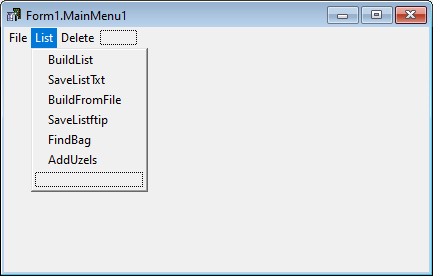 Form1.MainMenu1
File List Delete
BuildList
SaveListTxt
BuildFromFile
SaveListftip
FindBag
AddUzels